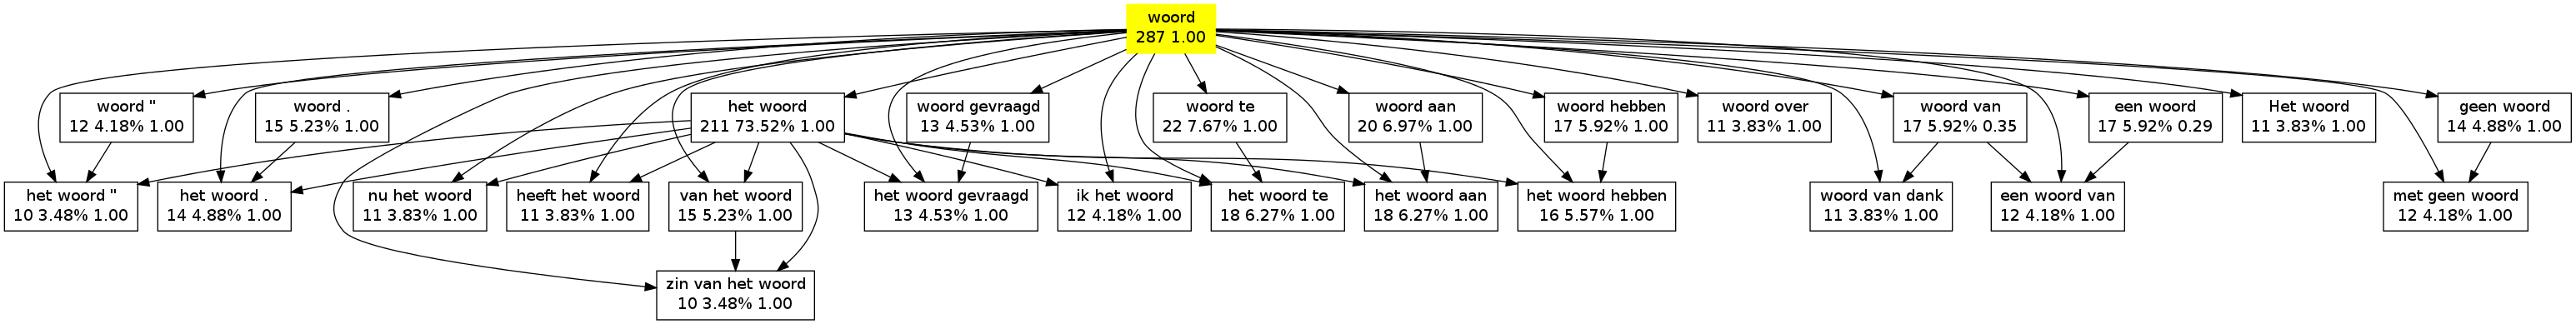 woord
287 1.00
woord "
12 4.18% 1.00
woord .
15 5.23% 1.00
het woord
211 73.52% 1.00
woord gevraagd
13 4.53% 1.00
woord te
22 7.67% 1.00
woord aan
20 6.97% 1.00
woord hebben
17 5.92% 1.00
woord over
11 3.83% 1.00
woord van
17 5.92% 0.35
een woord
17 5.92% 0.29
Het woord
11 3.83% 1.00
geen woord
14 4.88% 1.00
het woord "
10 3.48% 1.00
het woord .
14 4.88% 1.00
nu het woord
11 3.83% 1.00
heeft het woord
11 3.83% 1.00
van het woord
15 5.23% 1.00
het woord gevraagd
13 4.53% 1.00
ik het woord
12 4.18% 1.00
het woord te
18 6.27% 1.00
het woord aan
18 6.27% 1.00
het woord hebben
16 5.57% 1.00
woord van dank
11 3.83% 1.00
een woord van
12 4.18% 1.00
met geen woord
12 4.18% 1.00
zin van het woord
10 3.48% 1.00